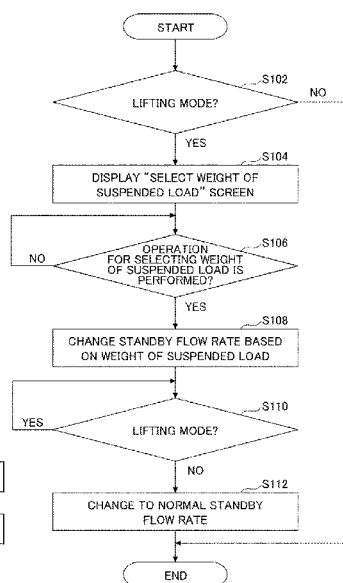 START
S102
LIFTING MODE?
NO
YES
S104
DISPLAY "SELECT WEIGHT OF
SUSPENDED LOAD" SCREEN
S106
OPERATION
FOR SELECTING WEIGHT
OF SUSPENDED LOAD IS
PERFORMED?
NO
YES
S108
CHANGE STANDBY FLOW RATE BASED
ON WEIGHT OF SUSPENDED LOAD
S110
LIFTING MODE?
YES
NO
S112
CHANGE TO NORMAL STANDBY
FLOW RATE
END